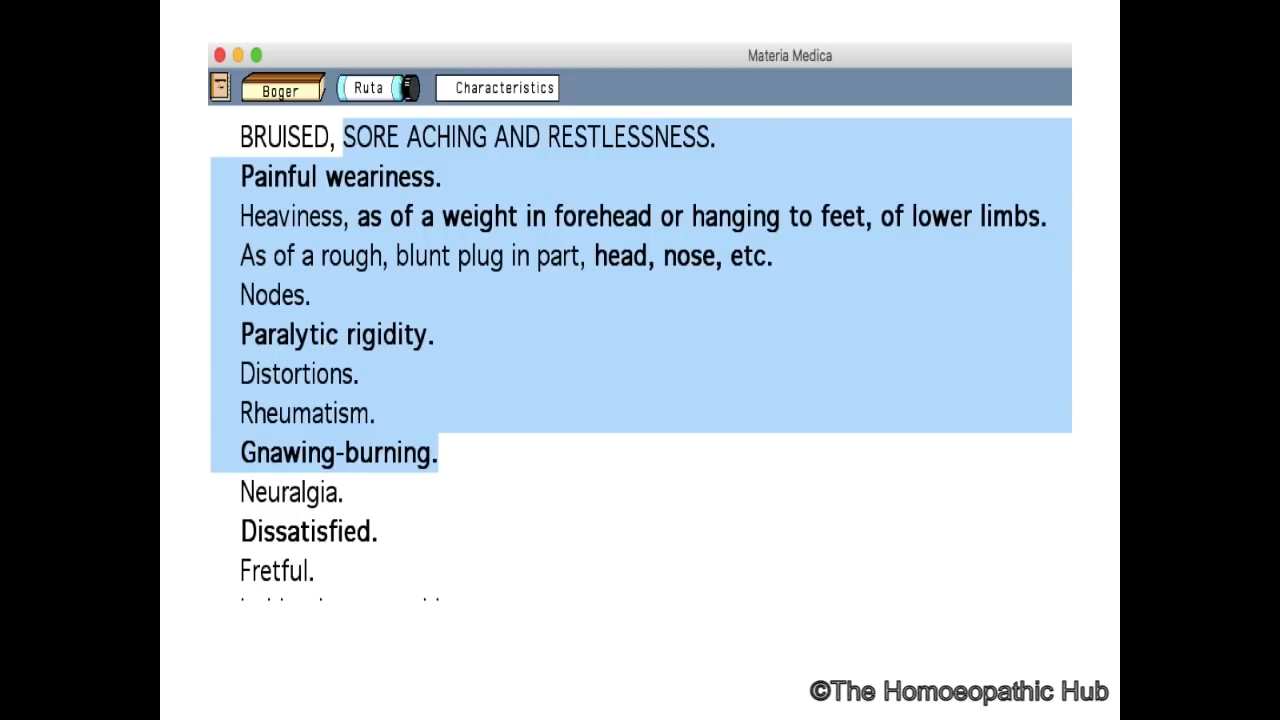 Materia Medica
Boger Ruta Characteristics
BRUISED, SORE ACHING AND RESTLESSNESS.
Painful weariness.
Heaviness, as of a weight in forehead or hanging to feet, of lower limbs.
As of a rough, blunt plug in part, head, nose, etc.
Nodes.
Paralytic rigidity.
Distortions.
Rheumatism.
Gnawing-burning.
Neuralgia.
Dissatisfied.
Fretful.
©The Homoeopathic Hub